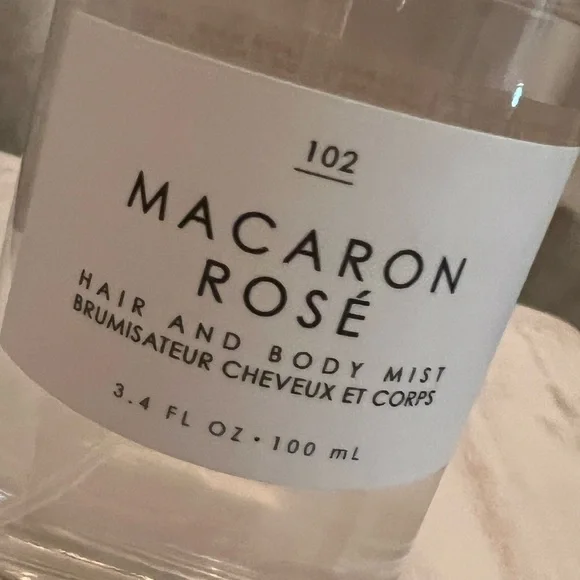 102
MACARON
ROSÉ
HAIR AND BODY MIST
BRUMISATEUR CHEVEUX ET CORPS
3.4 FL OZ • 100 mL